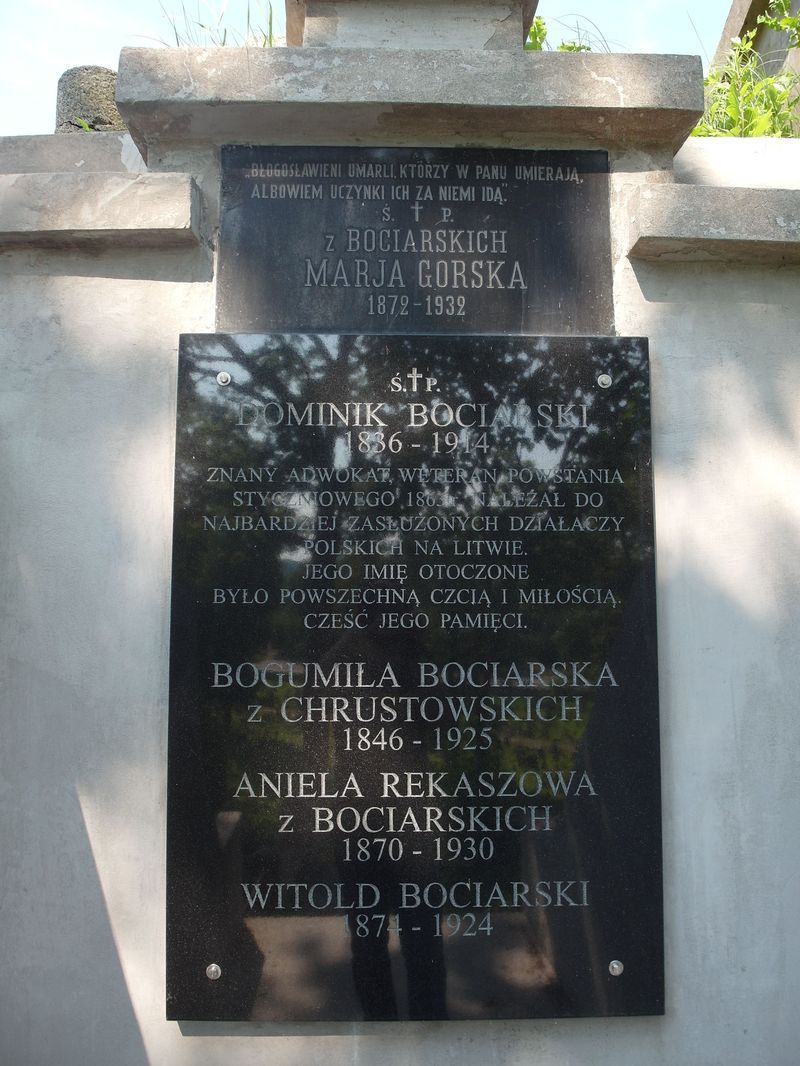 „BŁOGOSŁAWIENI UMARLI, KTÓRZY W PANU UMIERAJĄ,
ALBOWIEM UCZYNKI ICH ZA NIEMI IDĄ.”
Ś. † P.
z BOCIARSKICH
MARJA GORSKA
1872-1932
Ś.†P.
DOMINIK BOCIARSKI
1836 - 1914
ZNANY ADWOKAT, WETERAN POWSTANIA
STYCZNIOWEGO 1863 r. NALEŻAŁ DO
NAJBARDZIEJ ZASŁUŻONYCH DZIAŁACZY
POLSKICH NA LITWIE.
JEGO IMIĘ OTOCZONE
BYŁO POWSZECHNĄ CZCIĄ I MIŁOŚCIĄ.
CZEŚĆ JEGO PAMIĘCI.
BOGUMIŁA BOCIARSKA
z CHRUSTOWSKICH
1846 - 1925
ANIELA REKASZOWA
z BOCIARSKICH
1870 - 1930
WITOLD BOCIARSKI
1874 - 1924